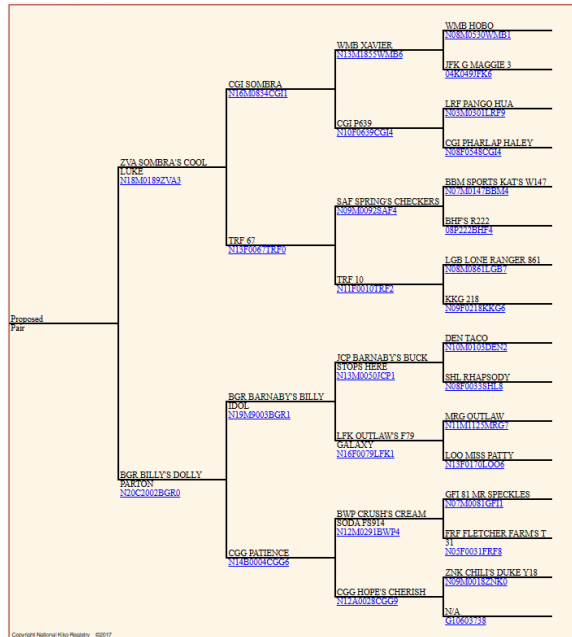 WMB HOBO
N08M0530WMB1
WMB XAVIER
N13M1855WMB6
JFK G MAGGIE 3
04K049JFK6
CGI SOMBRA
N16M0834CGI1
LRF PANGO HUA
N03M0301LRF9
CGI P639
N10F0639CGI4
CGI PHARLAP HALEY
N08F0548CGI4
ZVA SOMBRA'S COOL
LUKE
N18M0189ZVA3
BBM SPORTS KAT'S W147
N07M0147BBM4
SAF SPRING'S CHECKERS
N09M0092SAF4
BHF'S R222
08P222BHF4
TRF 67
N13F0067TRF0
LGB LONE RANGER 861
N08M0861LGB7
TRF 10
N11F0010TRF2
KKG 218
N09F0218KKG6
Proposed
Pair
DEN TACO
N10M0103DEN2
JCP BARNABY'S BUCK
STOPS HERE
N13M0050JCP1
SHL RHAPSODY
N08F0033SHL8
BGR BARNABY'S BILLY
IDOL
N19M9003BGR1
MRG OUTLAW
N11M1125MRG7
LFK OUTLAW'S F79
GALAXY
N16F0079LFK1
LOO MISS PATTY
N13F0170LOO6
BGR BILLY'S DOLLY
PARTON
N20C2002BGR0
GFI 81 MR SPECKLES
N07M0081GFI1
BWP CRUSH'S CREAM
SODA FS914
N12M0291BWP4
FRF FLETCHER FARM'S T
31
N05F0031FRF8
CGG PATIENCE
N14B0004CGG6
ZNK CHILI'S DUKE Y18
N09M0018ZNK0
CGG HOPE'S CHERISH
N12A0028CGG9
N/A
G10603738
Copyright National Kiko Registry ©2017